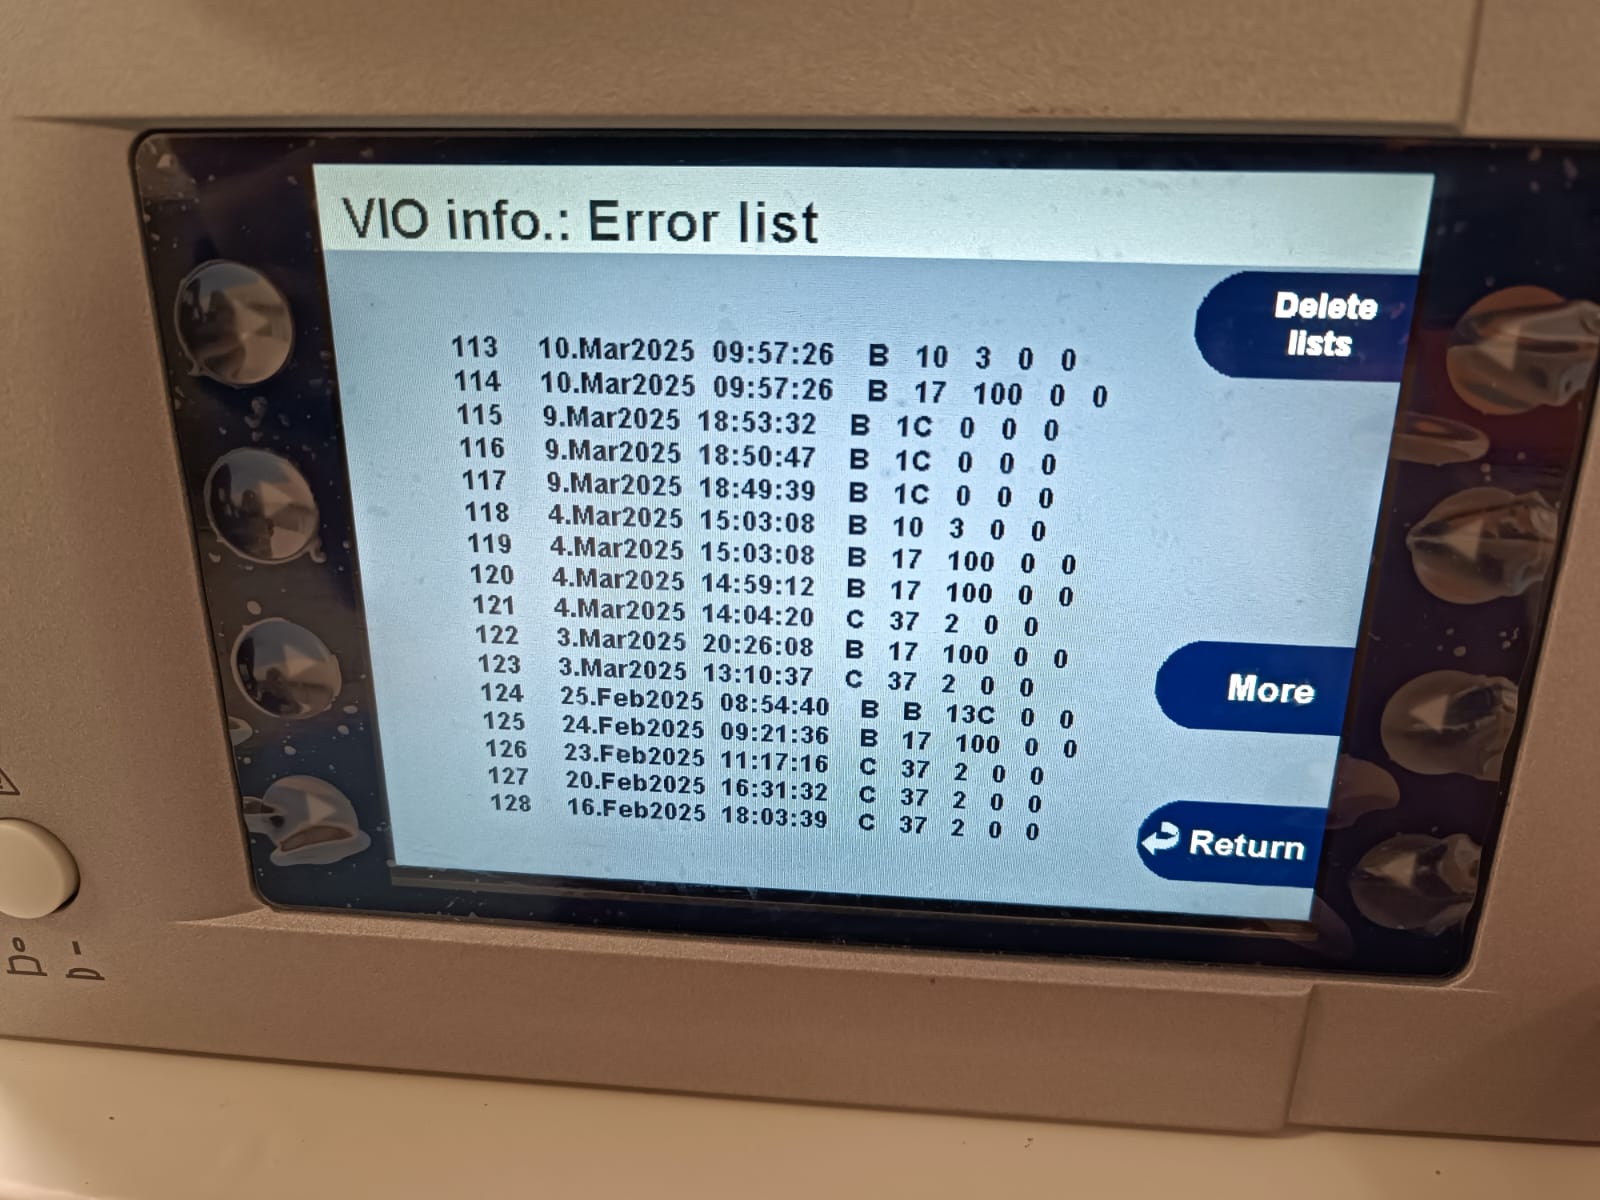 VIO info.: Error list
Delete
lists
113 10.Mar2025 09:57:26 B 10 3 0 0
114 10.Mar2025 09:57:26 B 17 100 0 0
115 9.Mar2025 18:53:32 B 1C 0 0 0
116 9.Mar2025 18:50:47 B 1C 0 0 0
117 9.Mar2025 18:49:39 B 1C 0 0 0
118 4.Mar2025 15:03:08 B 10 3 0 0
119 4.Mar2025 15:03:08 B 17 100 0 0
120 4.Mar2025 14:59:12 B 17 100 0 0
121 4.Mar2025 14:04:20 C 37 2 0 0
122 3.Mar2025 20:26:08 B 17 100 0 0
123 3.Mar2025 13:10:37 C 37 2 0 0
124 25.Feb2025 08:54:40 B B 13C 0 0
125 24.Feb2025 09:21:36 B 17 100 0 0
126 23.Feb2025 11:17:16 C 37 2 0 0
127 20.Feb2025 16:31:32 C 37 2 0 0
128 16.Feb2025 18:03:39 C 37 2 0 0
More
Return